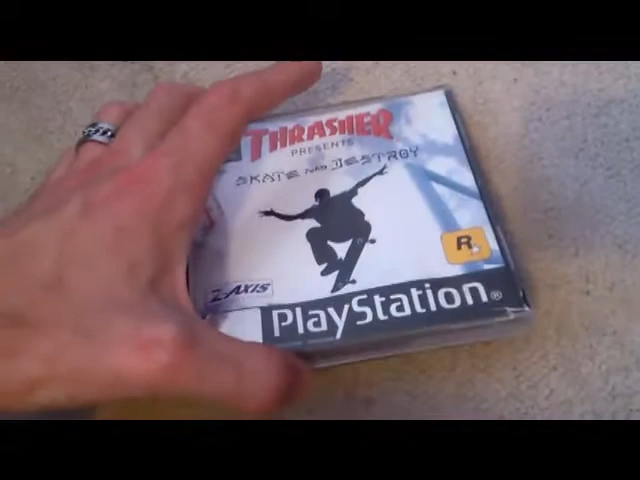 THRASHER
PRESENTS
SKATE AND DESTROY
R
Z-AXIS
PlayStation®